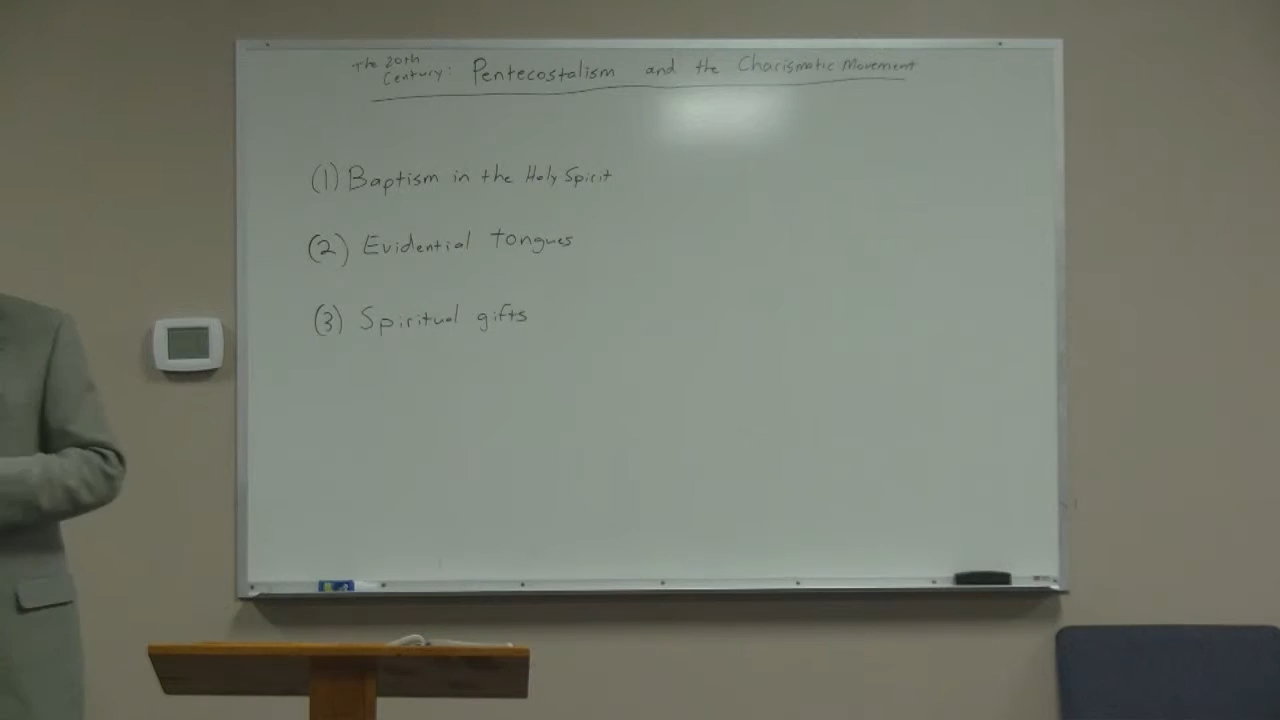 The 20th
Century: Pentecostalism and the Charismatic Movement
(1) Baptism in the Holy Spirit
(2) Evidential tongues
(3) Spiritual gifts